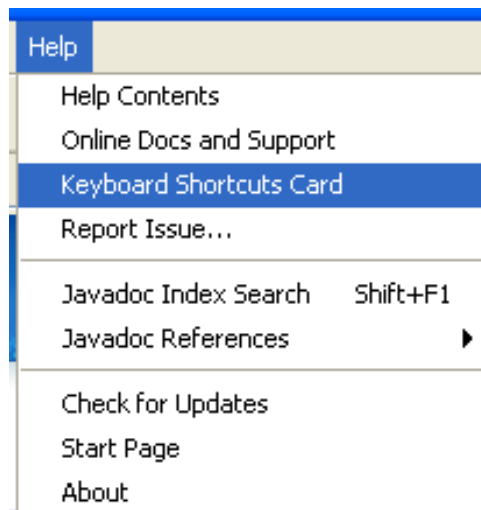 Help
Help Contents
Online Docs and Support
Keyboard Shortcuts Card
Report Issue...
Javadoc Index Search Shift+F1
Javadoc References
Check for Updates
Start Page
About